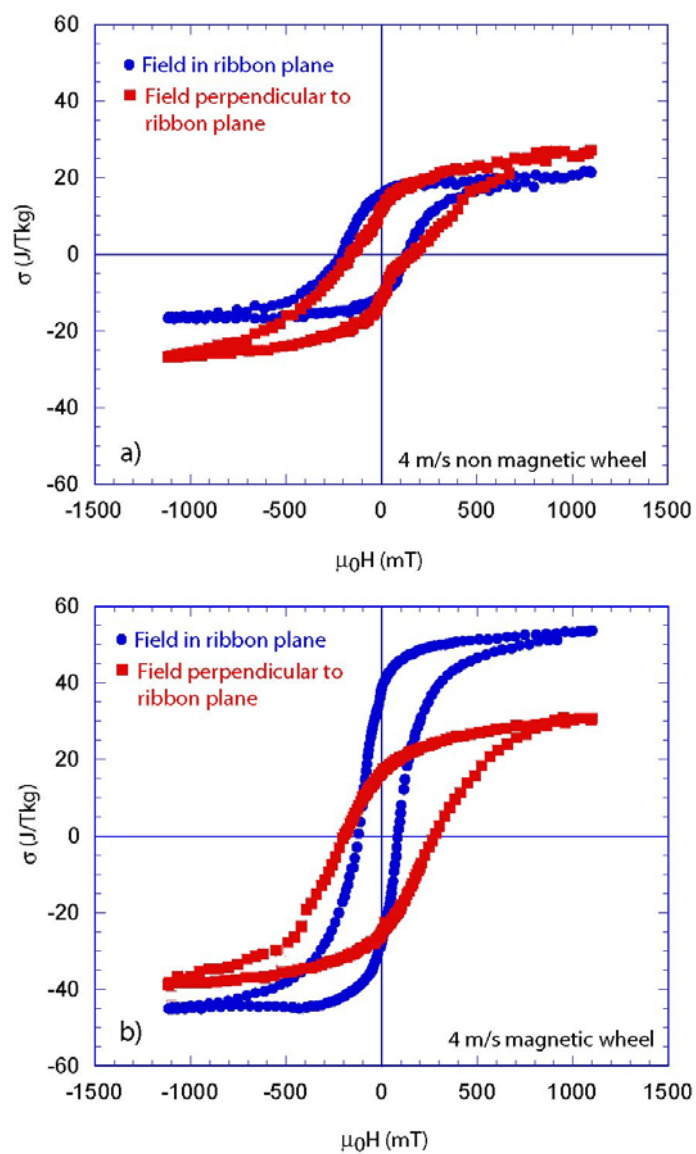 60
40
20
0
-20
-40
-60
σ (J/Tkg)
Field in ribbon plane
Field perpendicular to
ribbon plane
a)
4 m/s non magnetic wheel
-1500 -1000 -500 0 500 1000 1500
μ0H (mT)
60
40
20
0
-20
-40
-60
σ (J/Tkg)
Field in ribbon plane
Field perpendicular to
ribbon plane
b)
4 m/s magnetic wheel
-1500 -1000 -500 0 500 1000 1500
μ0H (mT)